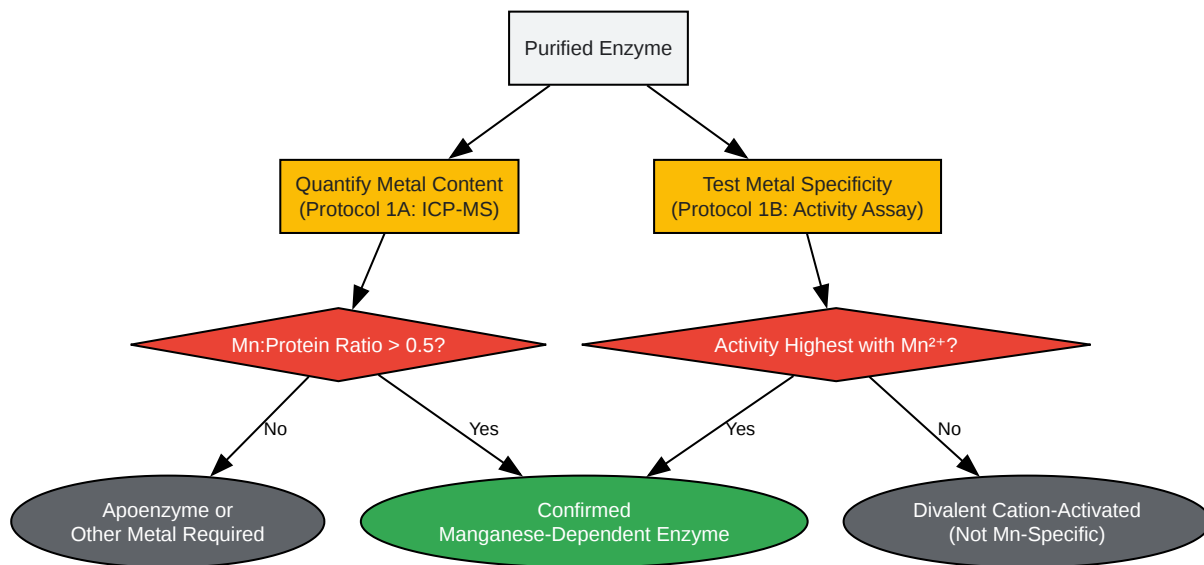 Purified Enzyme
Quantify Metal Content
(Protocol 1A: ICP-MS)
Test Metal Specificity
(Protocol 1B: Activity Assay)
Mn:Protein Ratio > 0.5?
Activity Highest with Mn²⁺?
No
Yes
Yes
No
Apoenzyme or
Other Metal Required
Confirmed
Manganese-Dependent Enzyme
Divalent Cation-Activated
(Not Mn-Specific)